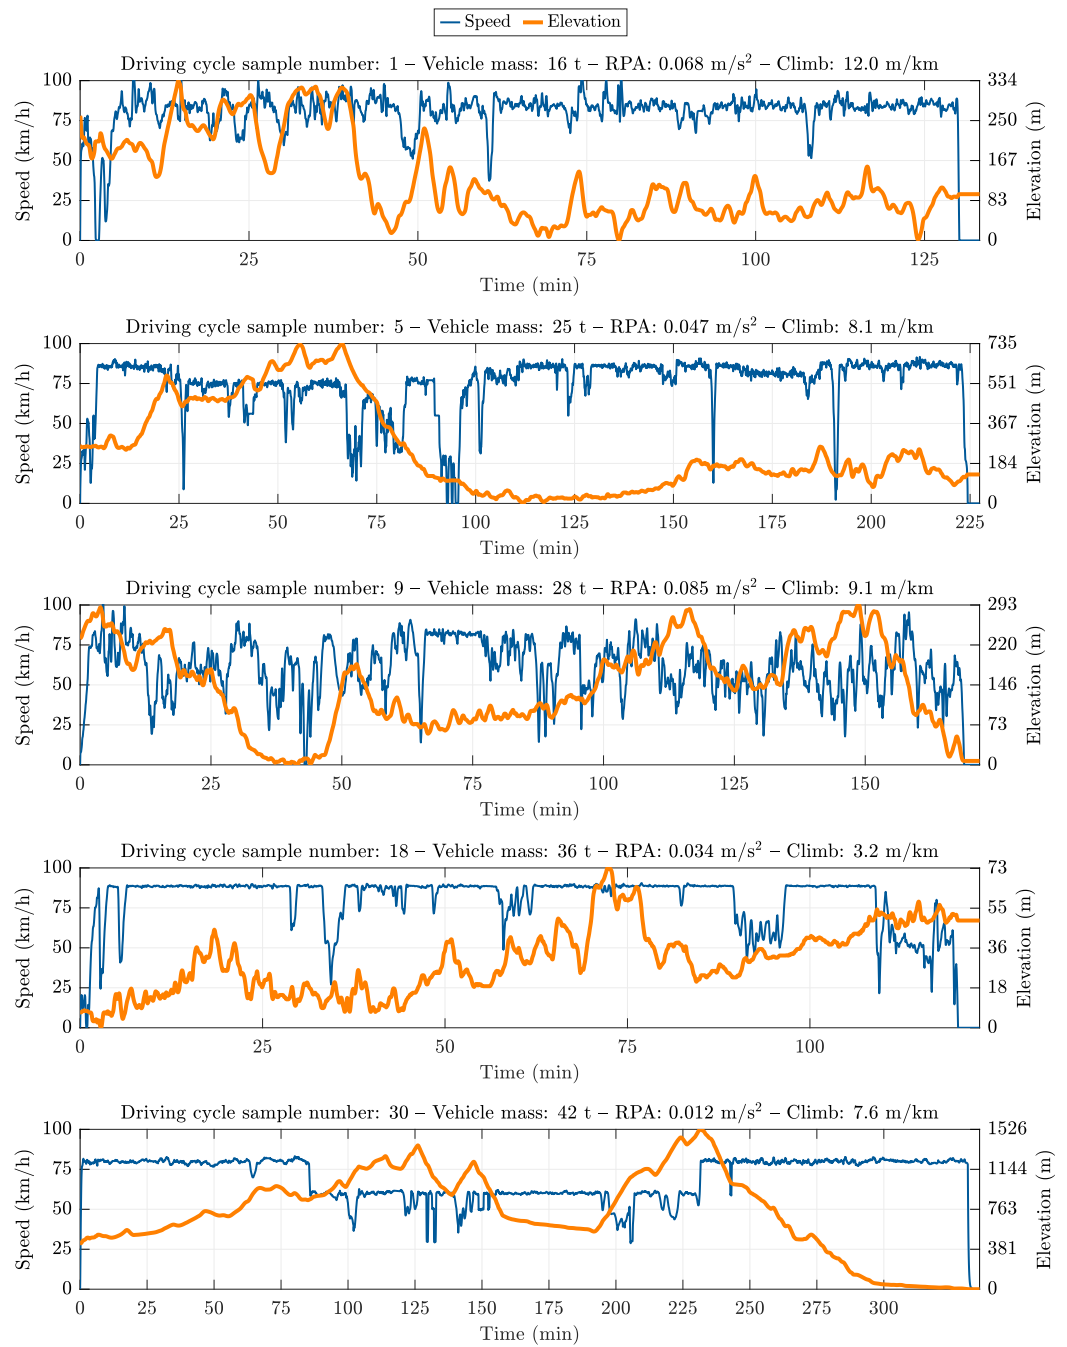 Speed Elevation
Driving cycle sample number: 1 – Vehicle mass: 16 t – RPA: 0.068 m/s² – Climb: 12.0 m/km
100 334
75 250
50 167
25 83
0 0
Speed (km/h)
Elevation (m)
0 25 50 75 100 125
Time (min)
Driving cycle sample number: 5 – Vehicle mass: 25 t – RPA: 0.047 m/s² – Climb: 8.1 m/km
100 735
75 551
50 367
25 184
0 0
Speed (km/h)
Elevation (m)
0 25 50 75 100 125 150 175 200 225
Time (min)
Driving cycle sample number: 9 – Vehicle mass: 28 t – RPA: 0.085 m/s² – Climb: 9.1 m/km
100 293
75 220
50 146
25 73
0 0
Speed (km/h)
Elevation (m)
0 25 50 75 100 125 150
Time (min)
Driving cycle sample number: 18 – Vehicle mass: 36 t – RPA: 0.034 m/s² – Climb: 3.2 m/km
100 73
75 55
50 36
25 18
0 0
Speed (km/h)
Elevation (m)
0 25 50 75 100
Time (min)
Driving cycle sample number: 30 – Vehicle mass: 42 t – RPA: 0.012 m/s² – Climb: 7.6 m/km
100 1526
75 1144
50 763
25 381
0 0
Speed (km/h)
Elevation (m)
0 25 50 75 100 125 150 175 200 225 250 275 300
Time (min)